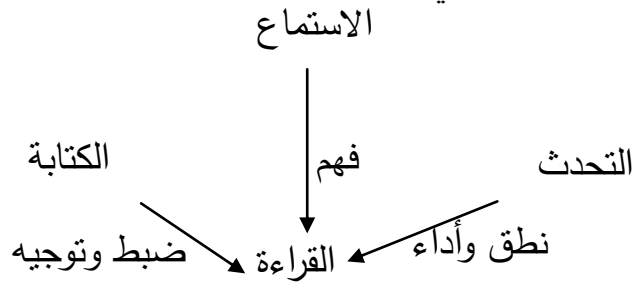 الاستماع
التحدث
فهم
الكتابة
نطق وأداء
القراءة
ضبط وتوجيه